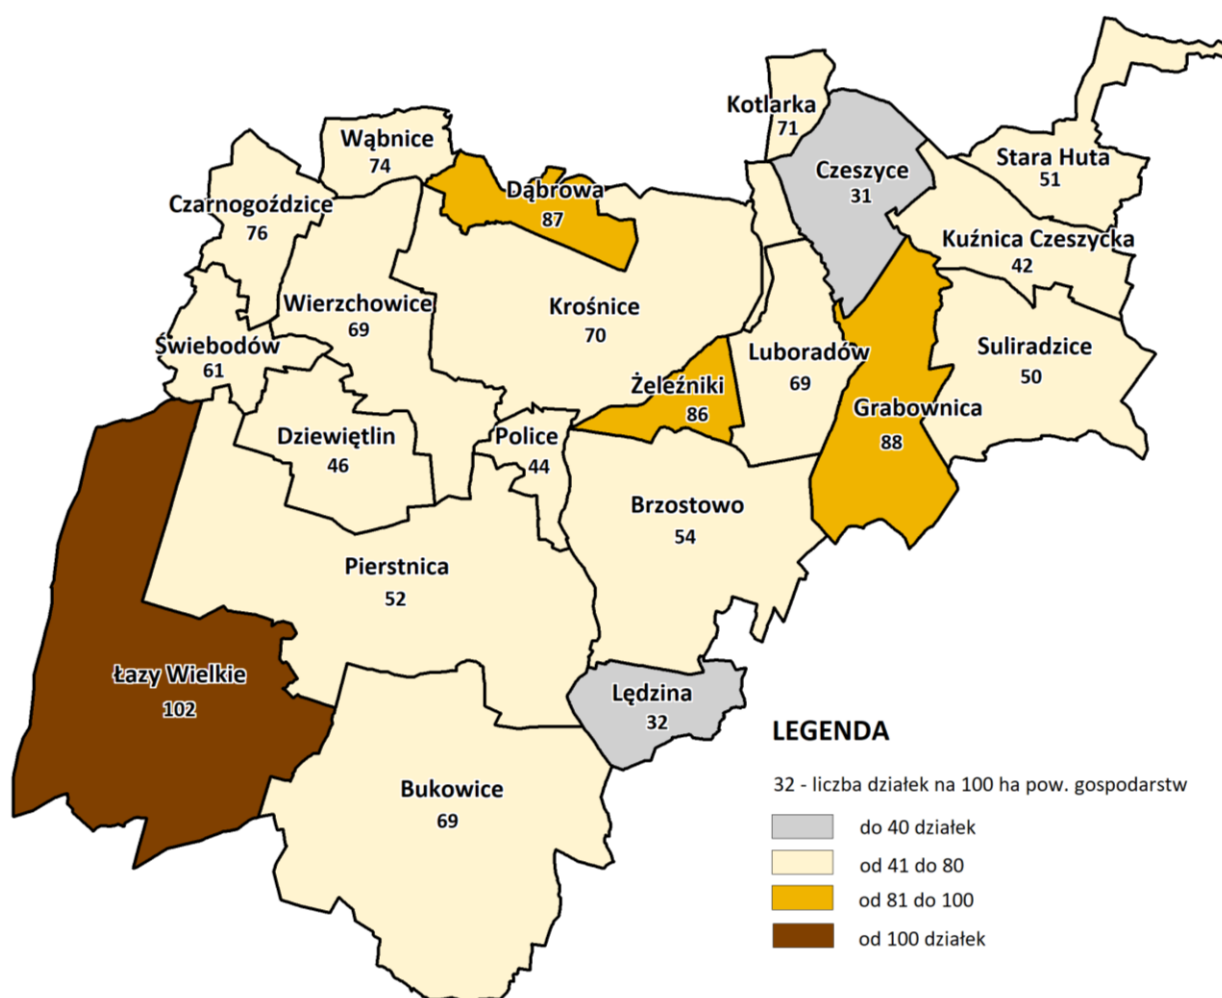 Kotlarka
71
Wąbnice
74
Stara Huta
51
Czeszyce
31
Dąbrowa
87
Czarnogoździce
76
Kuźnica Czeszycka
42
Wierzchowice
69
Krośnice
70
Świebodów
61
Luboradów
69
Suliradzice
50
Żeleźniki
86
Grabownica
88
Dziewiętlin
46
Police
44
Brzostowo
54
Pierstnica
52
Łazy Wielkie
102
Lędzina
32
Bukowice
69
LEGENDA
32 - liczba działek na 100 ha pow. gospodarstw
do 40 działek
od 41 do 80
od 81 do 100
od 100 działek